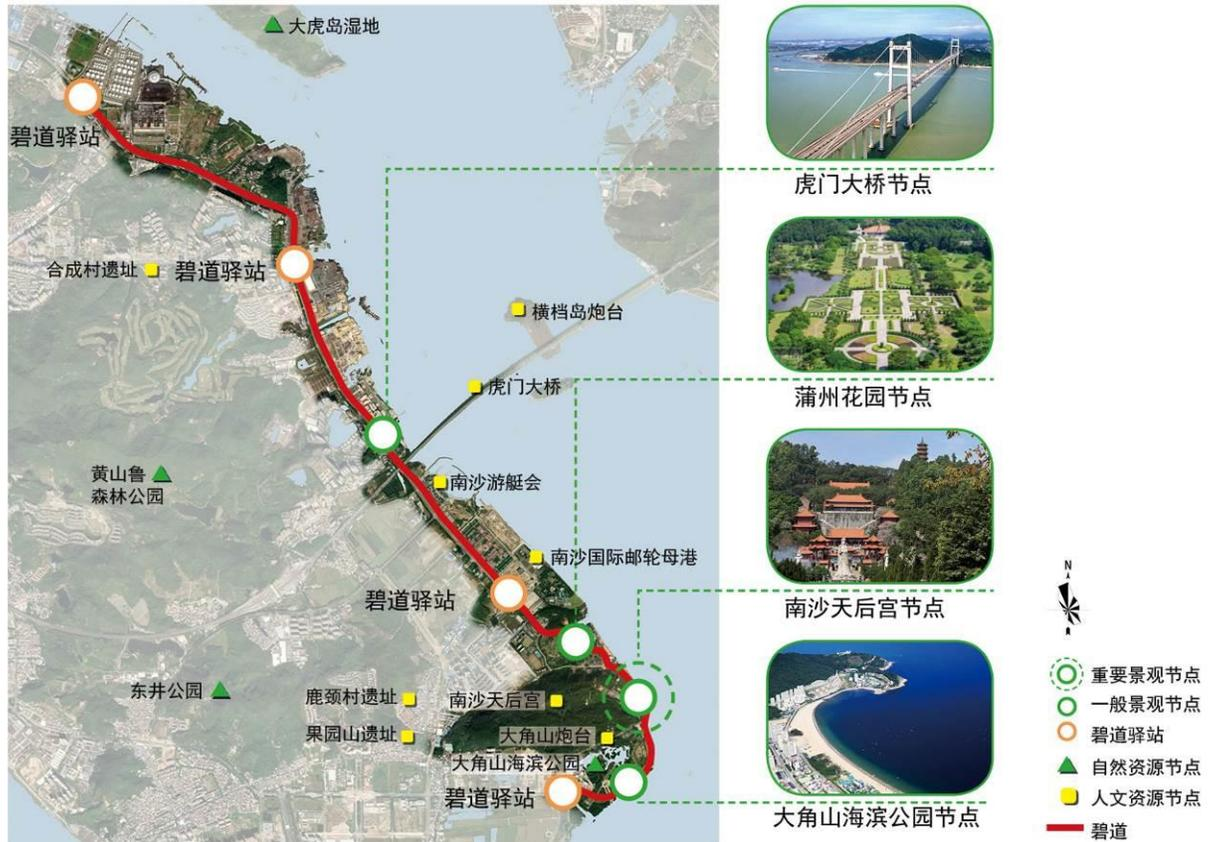 大虎岛湿地
碧道驿站
合成村遗址
碧道驿站
横档岛炮台
虎门大桥
黄山鲁
森林公园
南沙游艇会
南沙国际邮轮母港
碧道驿站
东井公园
鹿颈村遗址
南沙天后宫
果园山遗址
大角山炮台
大角山海滨公园
碧道驿站
虎门大桥节点
蒲州花园节点
南沙天后宫节点
大角山海滨公园节点
N
重要景观节点
一般景观节点
碧道驿站
自然资源节点
人文资源节点
碧道